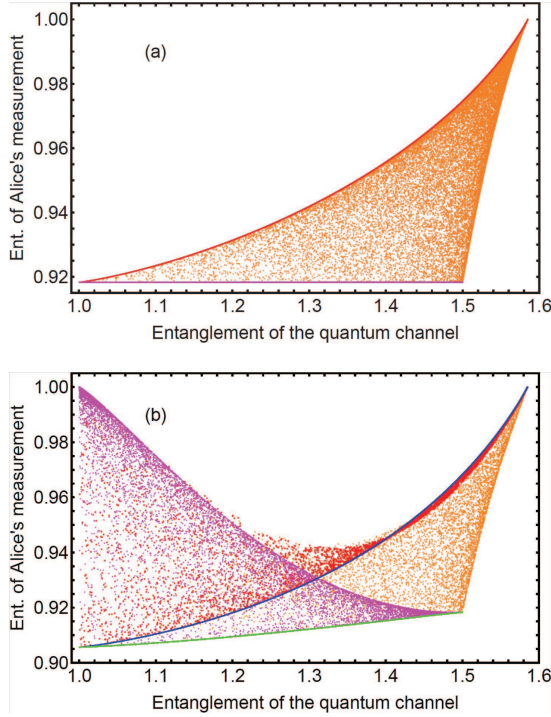 1.00
(a)
0.98
0.96
0.94
0.92
Ent. of Alice's measurement
1.0 1.1 1.2 1.3 1.4 1.5 1.6
Entanglement of the quantum channel
1.00
(b)
0.98
0.96
0.94
0.92
0.90
Ent. of Alice's measurement
1.0 1.1 1.2 1.3 1.4 1.5 1.6
Entanglement of the quantum channel